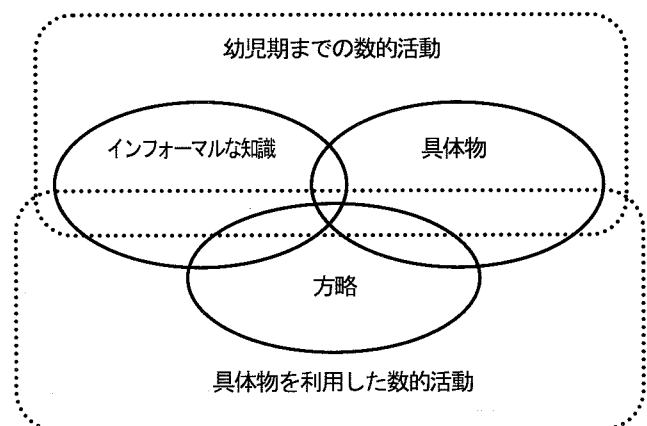 幼児期までの数的活動
インフォーマルな知識
具体物
方略
具体物を利用した数的活動